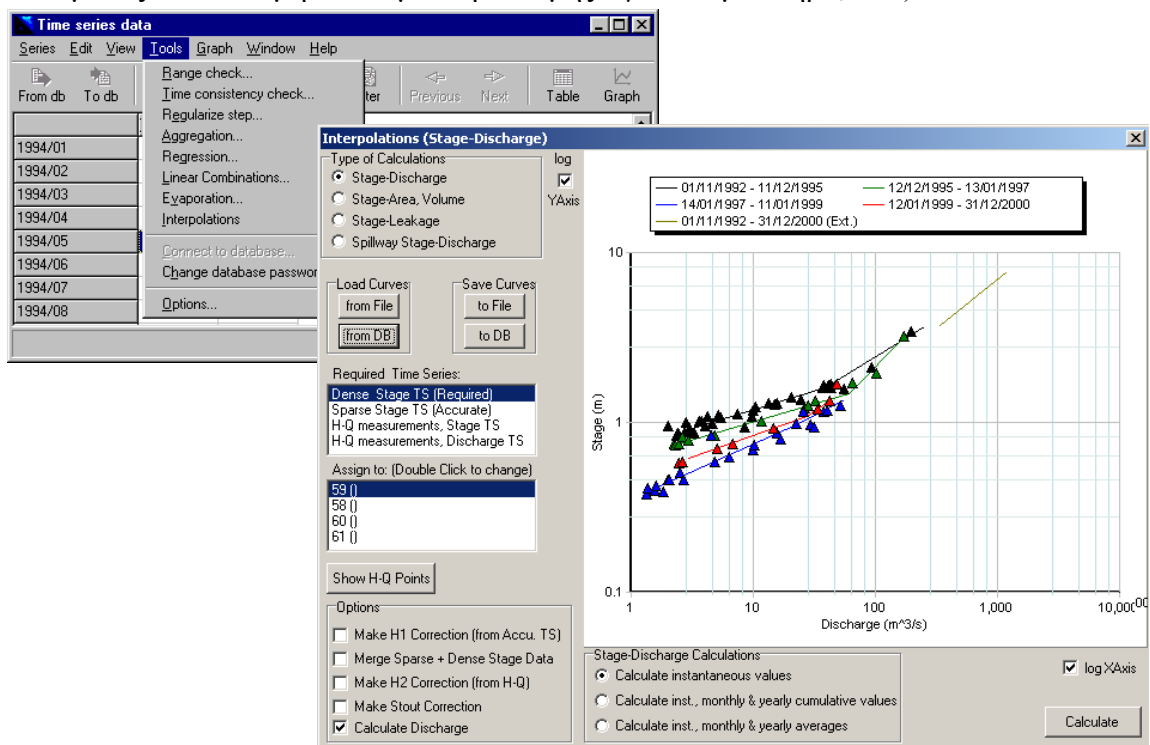 Time series data
Series Edit View Tools Graph Window Help
From db To db Previous Next Table Graph
Range check...
Time consistency check...
Regularize step...
Aggregation...
Regression...
Linear Combinations...
Evaporation...
Interpolations
Connect to database...
Change database passwor
Options...
1994/01
1994/02
1994/03
1994/04
1994/05
1994/06
1994/07
1994/08
Interpolations (Stage-Discharge)
Type of Calculations
Stage-Discharge
Stage-Area, Volume
Stage-Leakage
Spillway Stage-Discharge
log
YAxis
Load Curves
from File
from DB
Save Curves
to File
to DB
Required Time Series:
Dense Stage TS (Required)
Sparse Stage TS (Accurate)
H-Q measurements, Stage TS
H-Q measurements, Discharge TS
Assign to: (Double Click to change)
59 ()
58 ()
60 ()
61 ()
Show H-Q Points
Options
Make H1 Correction (from Accu. TS)
Merge Sparse + Dense Stage Data
Make H2 Correction (from H-Q)
Make Stout Correction
Calculate Discharge
01/11/1992 - 11/12/1995 12/12/1995 - 13/01/1997
14/01/1997 - 11/01/1999 12/01/1999 - 31/12/2000
01/11/1992 - 31/12/2000 (Ext.)
10
1
0.1
Stage (m)
1 10 100 1,000 10,000
Discharge (m^3/s)
Stage-Discharge Calculations
Calculate instantaneous values
Calculate inst., monthly & yearly cumulative values
Calculate inst., monthly & yearly averages
log XAxis
Calculate